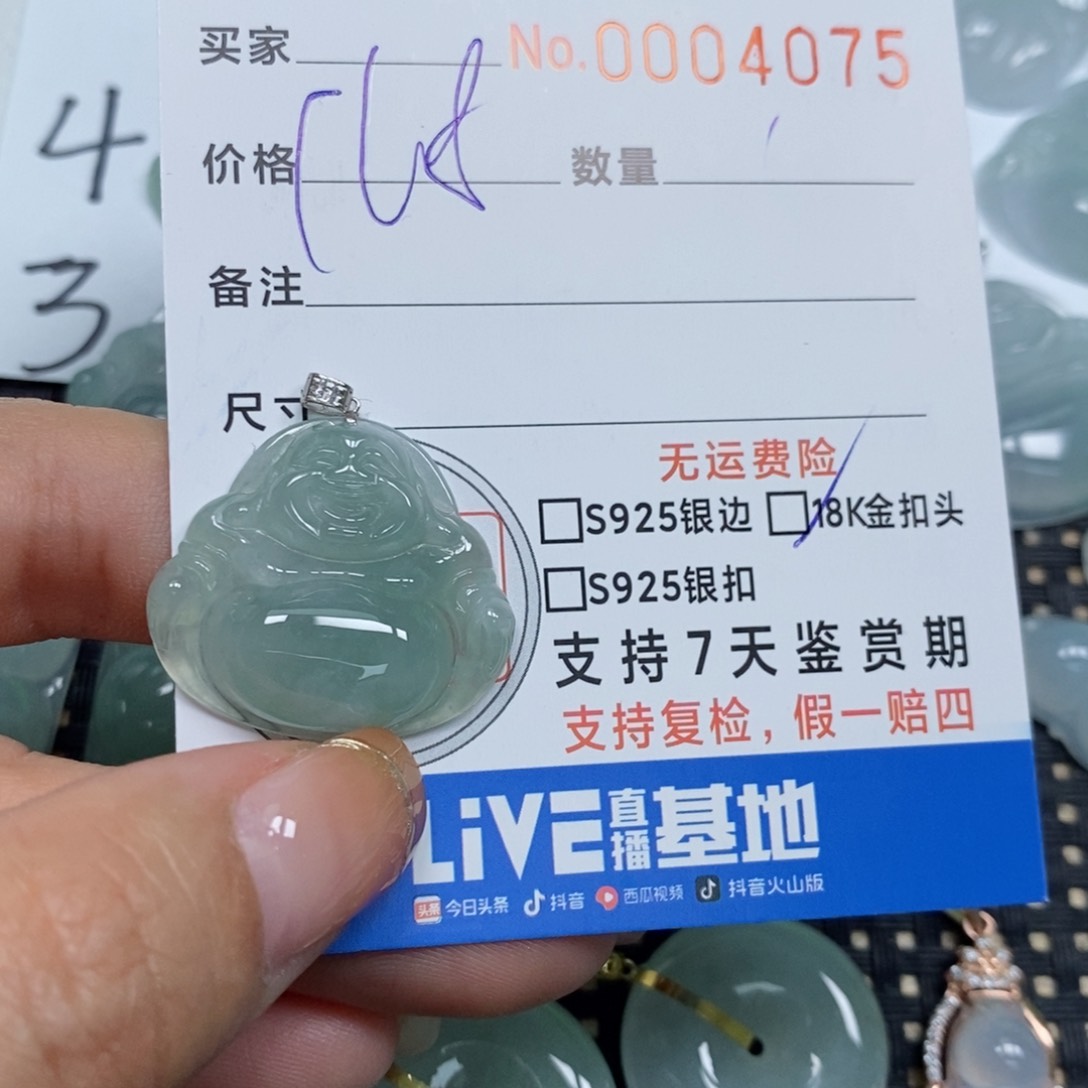 4
3
买家 No.0004075
价格 数量
备注
尺寸
无运费险
S925银边 18K金扣头
S925银扣
支持7天鉴赏期
支持复检，假一赔四
LiVE直播基地
头条 今日头条 抖音 西瓜视频 抖音火山版